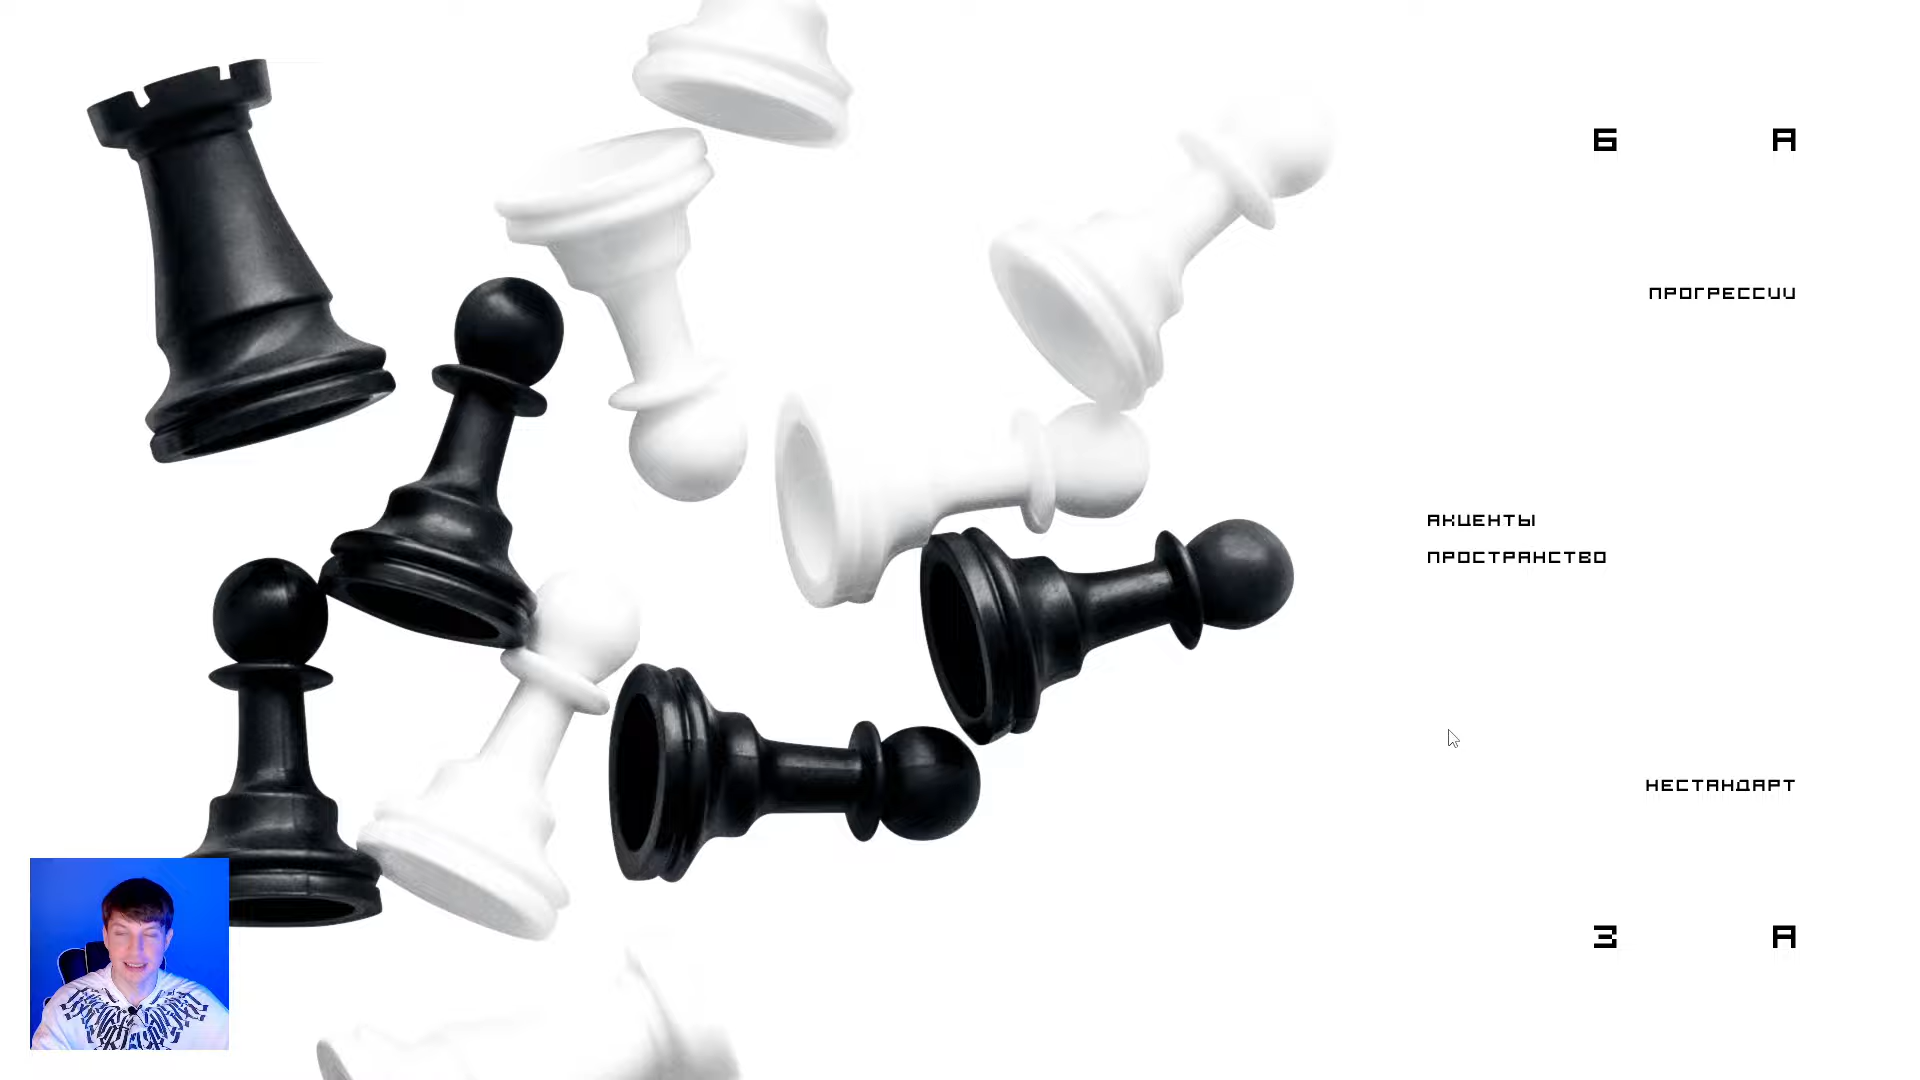 Б А
ПРОГРЕССИИ
АКЦЕНТЫ
ПРОСТРАНСТВО
НЕСТАНДАРТ
З А